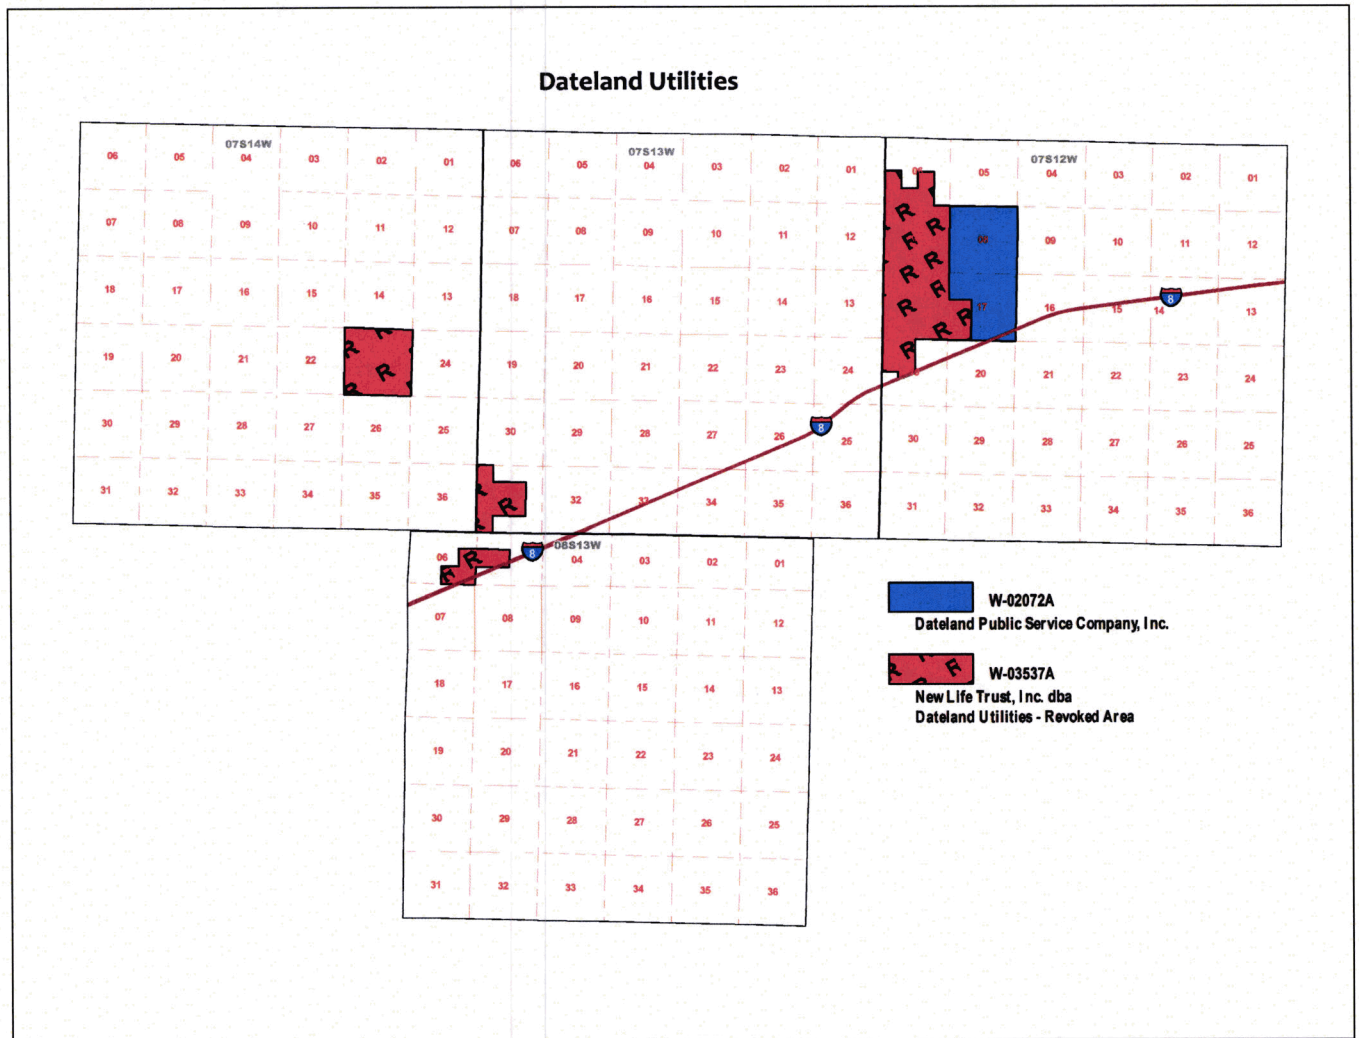 Dateland Utilities
07S14W 07S13W 07S12W
06 05 04 03 02 01 06 05 04 03 02 01 06 05 04 03 02 01
07 08 09 10 11 12 07 08 09 10 11 12 08 09 10 11 12
18 17 16 15 14 13 18 17 16 15 14 13 17 16 15 14 8 13
19 20 21 22 24 19 20 21 22 23 24 20 21 22 23 24
30 29 28 27 26 25 30 29 28 27 26 8 25 30 29 28 27 26 25
31 32 33 34 35 36 32 33 34 35 36 31 32 33 34 35 36
R R R R R R R R R R R R R R R
08S13W
06 R 8 04 03 02 01
07 08 09 10 11 12
18 17 16 15 14 13
19 20 21 22 23 24
30 29 28 27 26 25
31 32 33 34 35 36
W-02072A
Dateland Public Service Company, Inc.
W-03537A
New Life Trust, Inc. dba
Dateland Utilities - Revoked Area